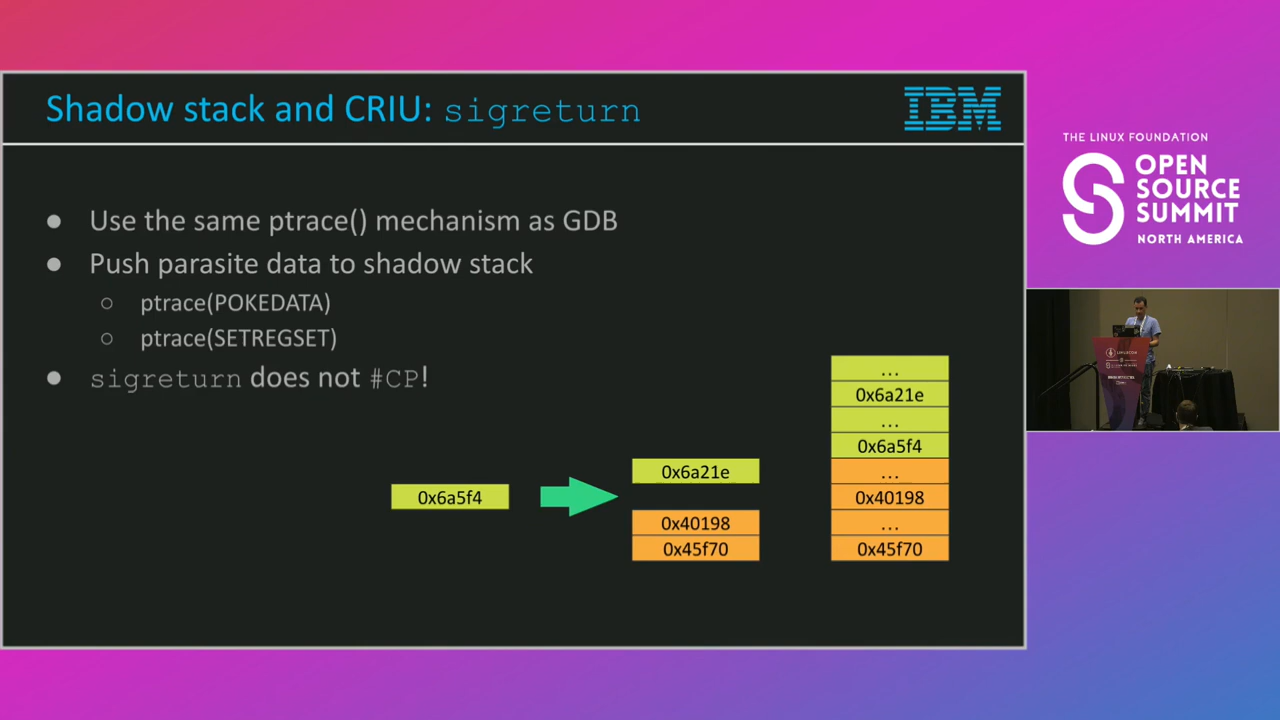 Shadow stack and CRIU: sigreturn
IBM
● Use the same ptrace() mechanism as GDB
● Push parasite data to shadow stack
○ ptrace(POKEDATA)
○ ptrace(SETREGSET)
● sigreturn does not #CP!
0x6a5f4
0x6a21e
0x40198
0x45f70
...
0x6a21e
...
0x6a5f4
...
0x40198
...
0x45f70
THE LINUX FOUNDATION
OPEN
SOURCE
SUMMIT
NORTH AMERICA